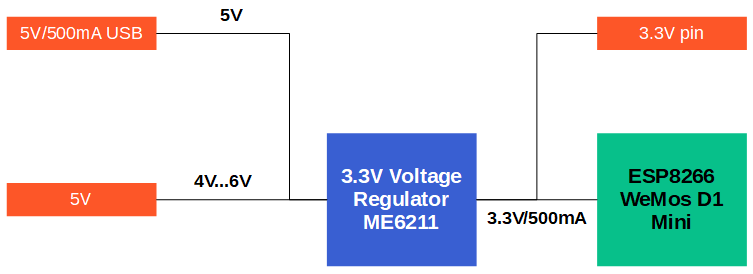 5V
5V/500mA USB
3.3V pin
4V...6V
5V
3.3V Voltage
Regulator
ME6211
3.3V/500mA
ESP8266
WeMos D1
Mini